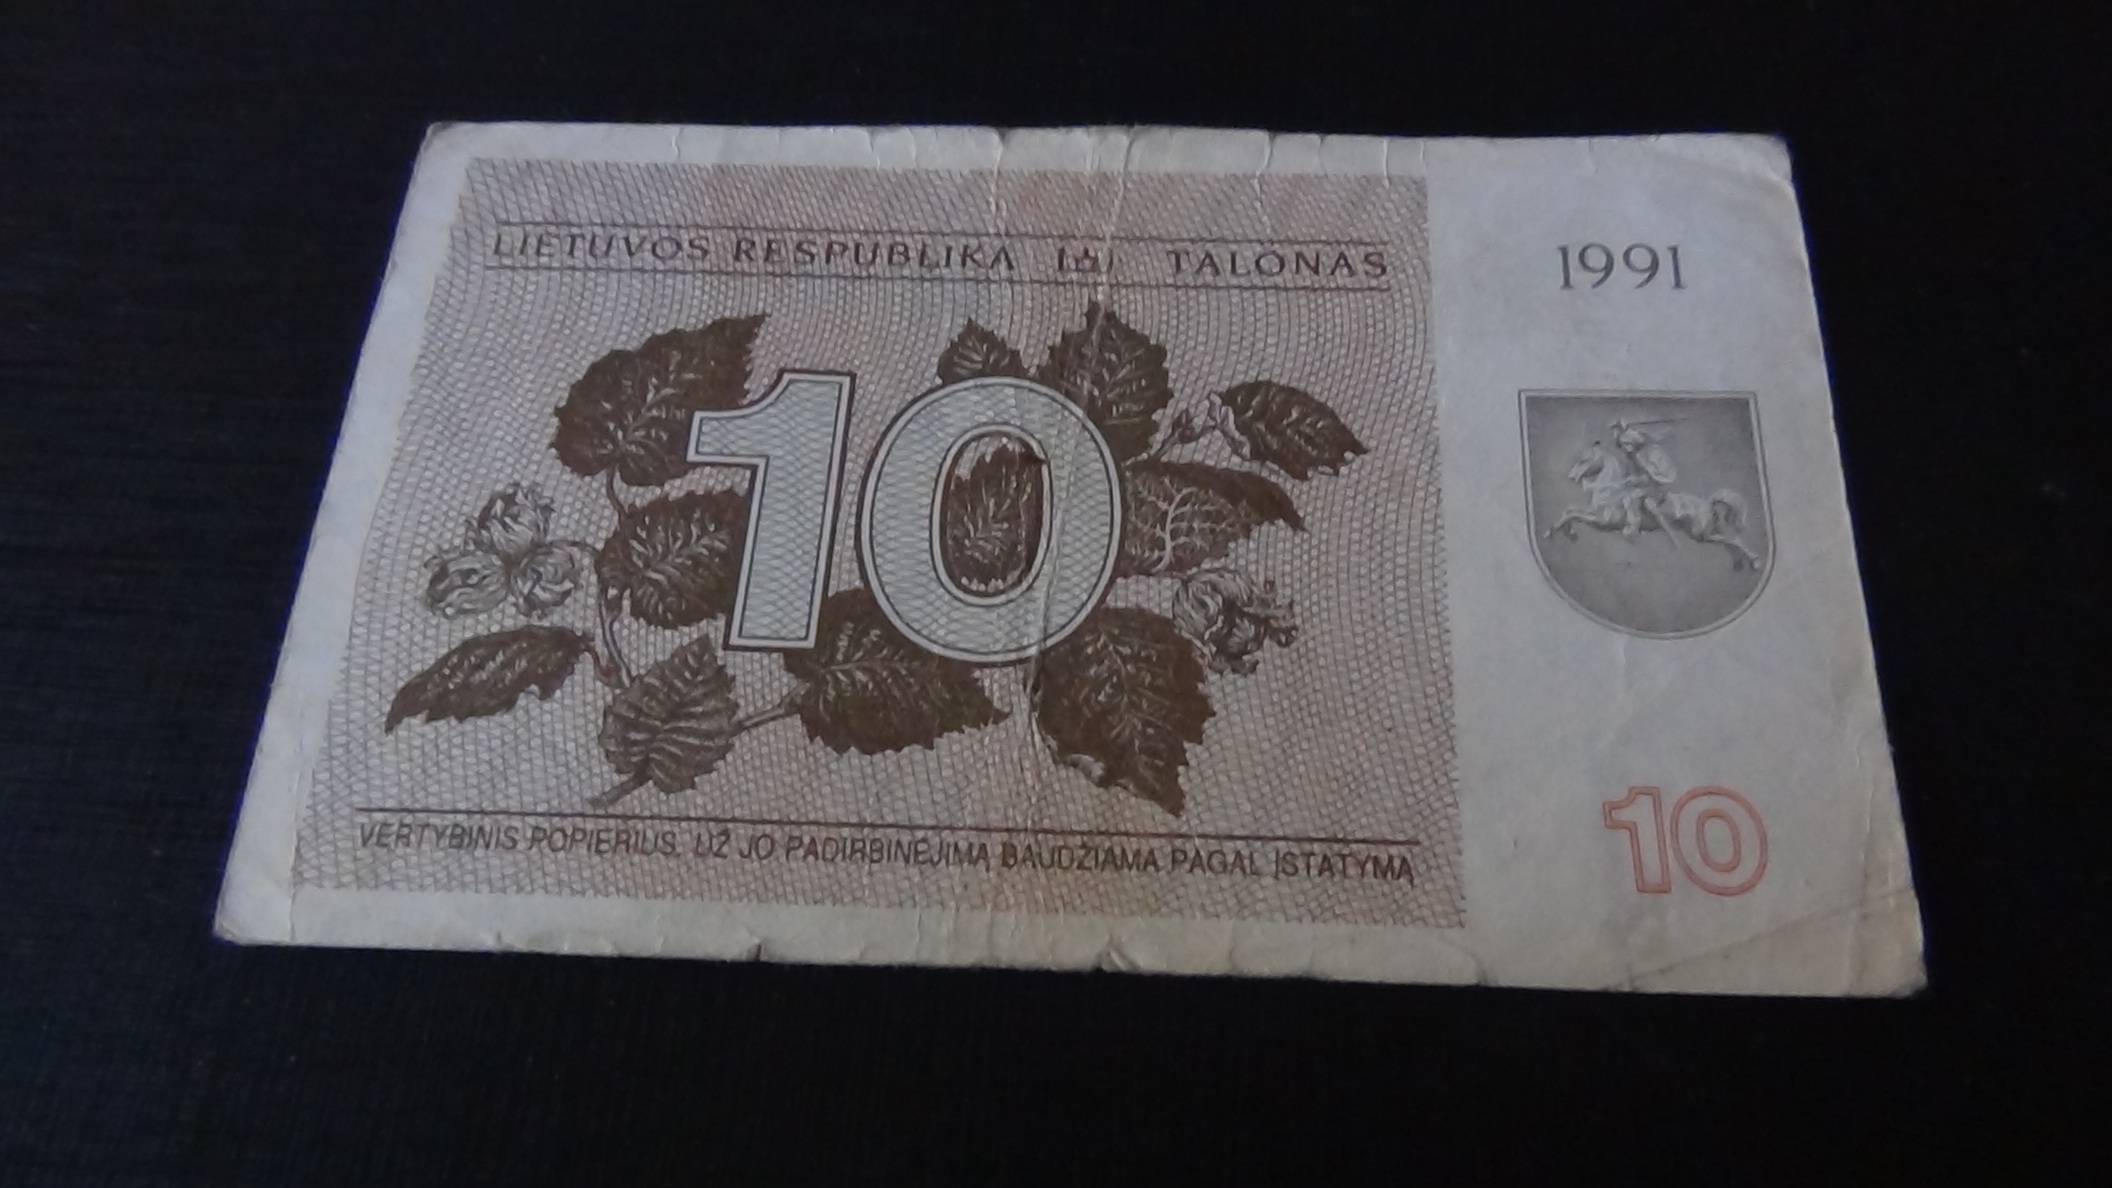 LIETUVOS RESPUBLIKA TALONAS
1991
10
VERTYBINIS POPIERIUS. UŽ JO PADIRBINĖJIMĄ BAUDŽIAMA PAGAL ĮSTATYMĄ
10